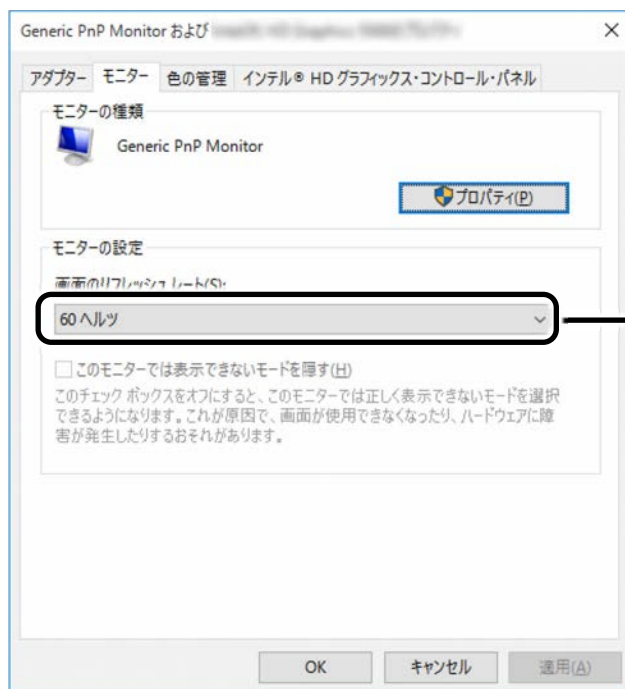 Generic PnP Monitor および
アダプター モニター 色の管理 インテル® HD グラフィックス・コントロール・パネル
モニターの種類
Generic PnP Monitor
プロパティ(P)
モニターの設定
画面のリフレッシュ レート(S):
60 ヘルツ
このモニターでは表示できないモードを隠す(H)
このチェック ボックスをオフにすると、このモニターでは正しく表示できないモードを選択
できるようになります。これが原因で、画面が使用できなくなったり、ハードウェアに障
害が発生したりするおそれがあります。
OK キャンセル 適用(A)